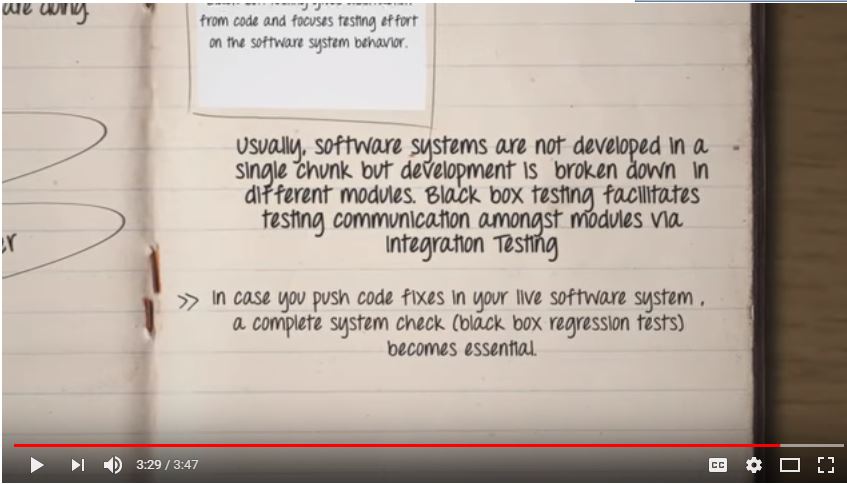 are doing
from code and focuses testing effort
on the software system behavior.
Usually, software systems are not developed in a
single chunk but development is broken down in
different modules. Black box testing facilitates
testing communication amongst modules via
Integration Testing
er
>> In case you push code fixes in your live software system ,
a complete system check (black box regression tests)
becomes essential.
3:29 / 3:47
CC